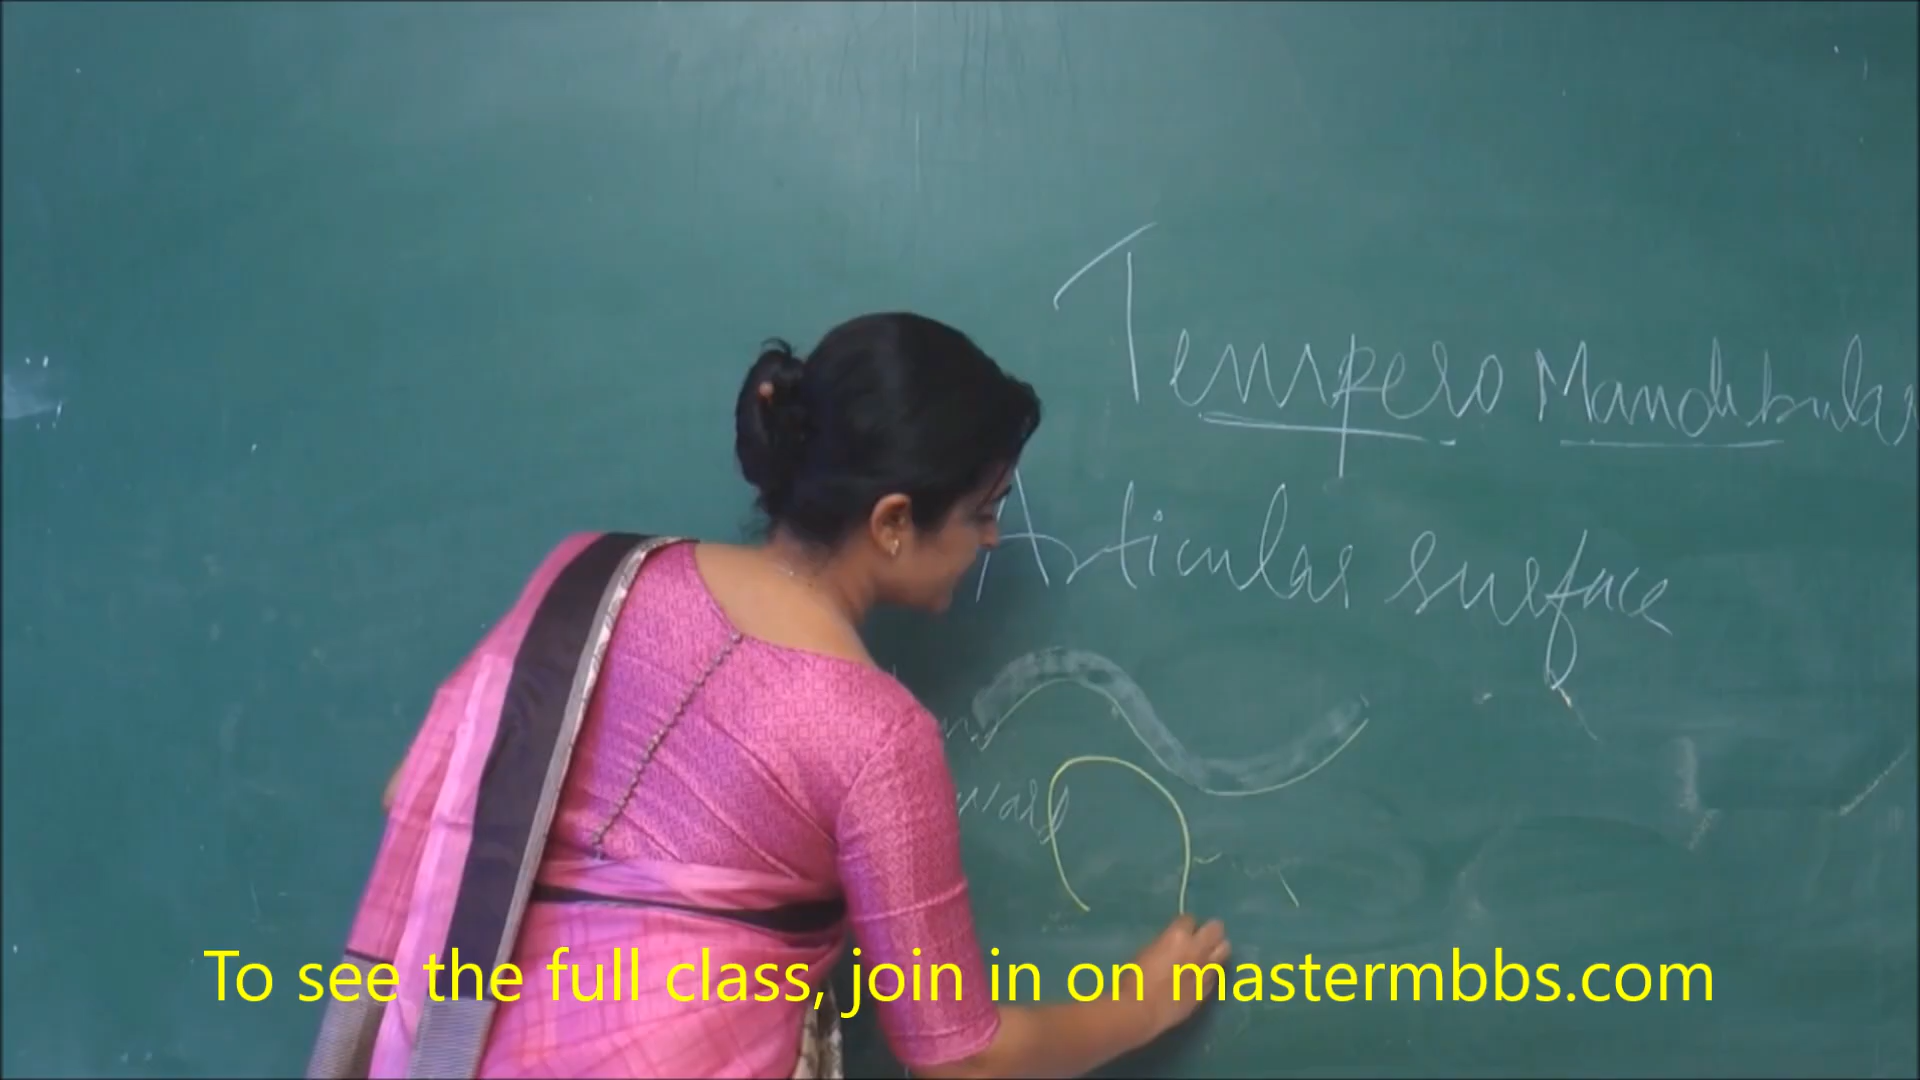 Tempero Mandibular
Articular surface
To see the full class, join in on mastermbbs.com